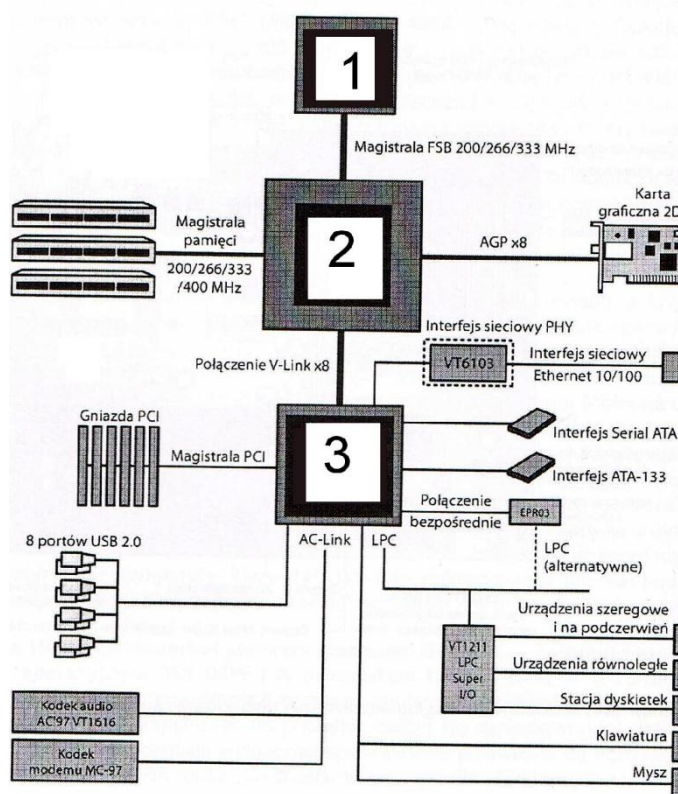 1
Magistrala FSB 200/266/333 MHz
Karta
graficzna 2D
Magistrala
pamięci
200/266/333
/400 MHz
2
AGP x8
Interfejs sieciowy PHY
VT6103
Interfejs sieciowy
Ethernet 10/100
Połączenie V-Link x8
Gniazda PCI
Magistrala PCI
3
Interfejs Serial ATA
Interfejs ATA-133
Połączenie
bezpośrednie
EPR03
8 portów USB 2.0
AC-Link
LPC
LPC
(alternatywne)
VT1211
LPC
Super
I/O
Urządzenia szeregowe
i na podczerwień
Urządzenia równoległe
Stacja dyskietek
Klawiatura
Mysz
Kodek audio
AC'97 VT1616
Kodek
modemu MC-97